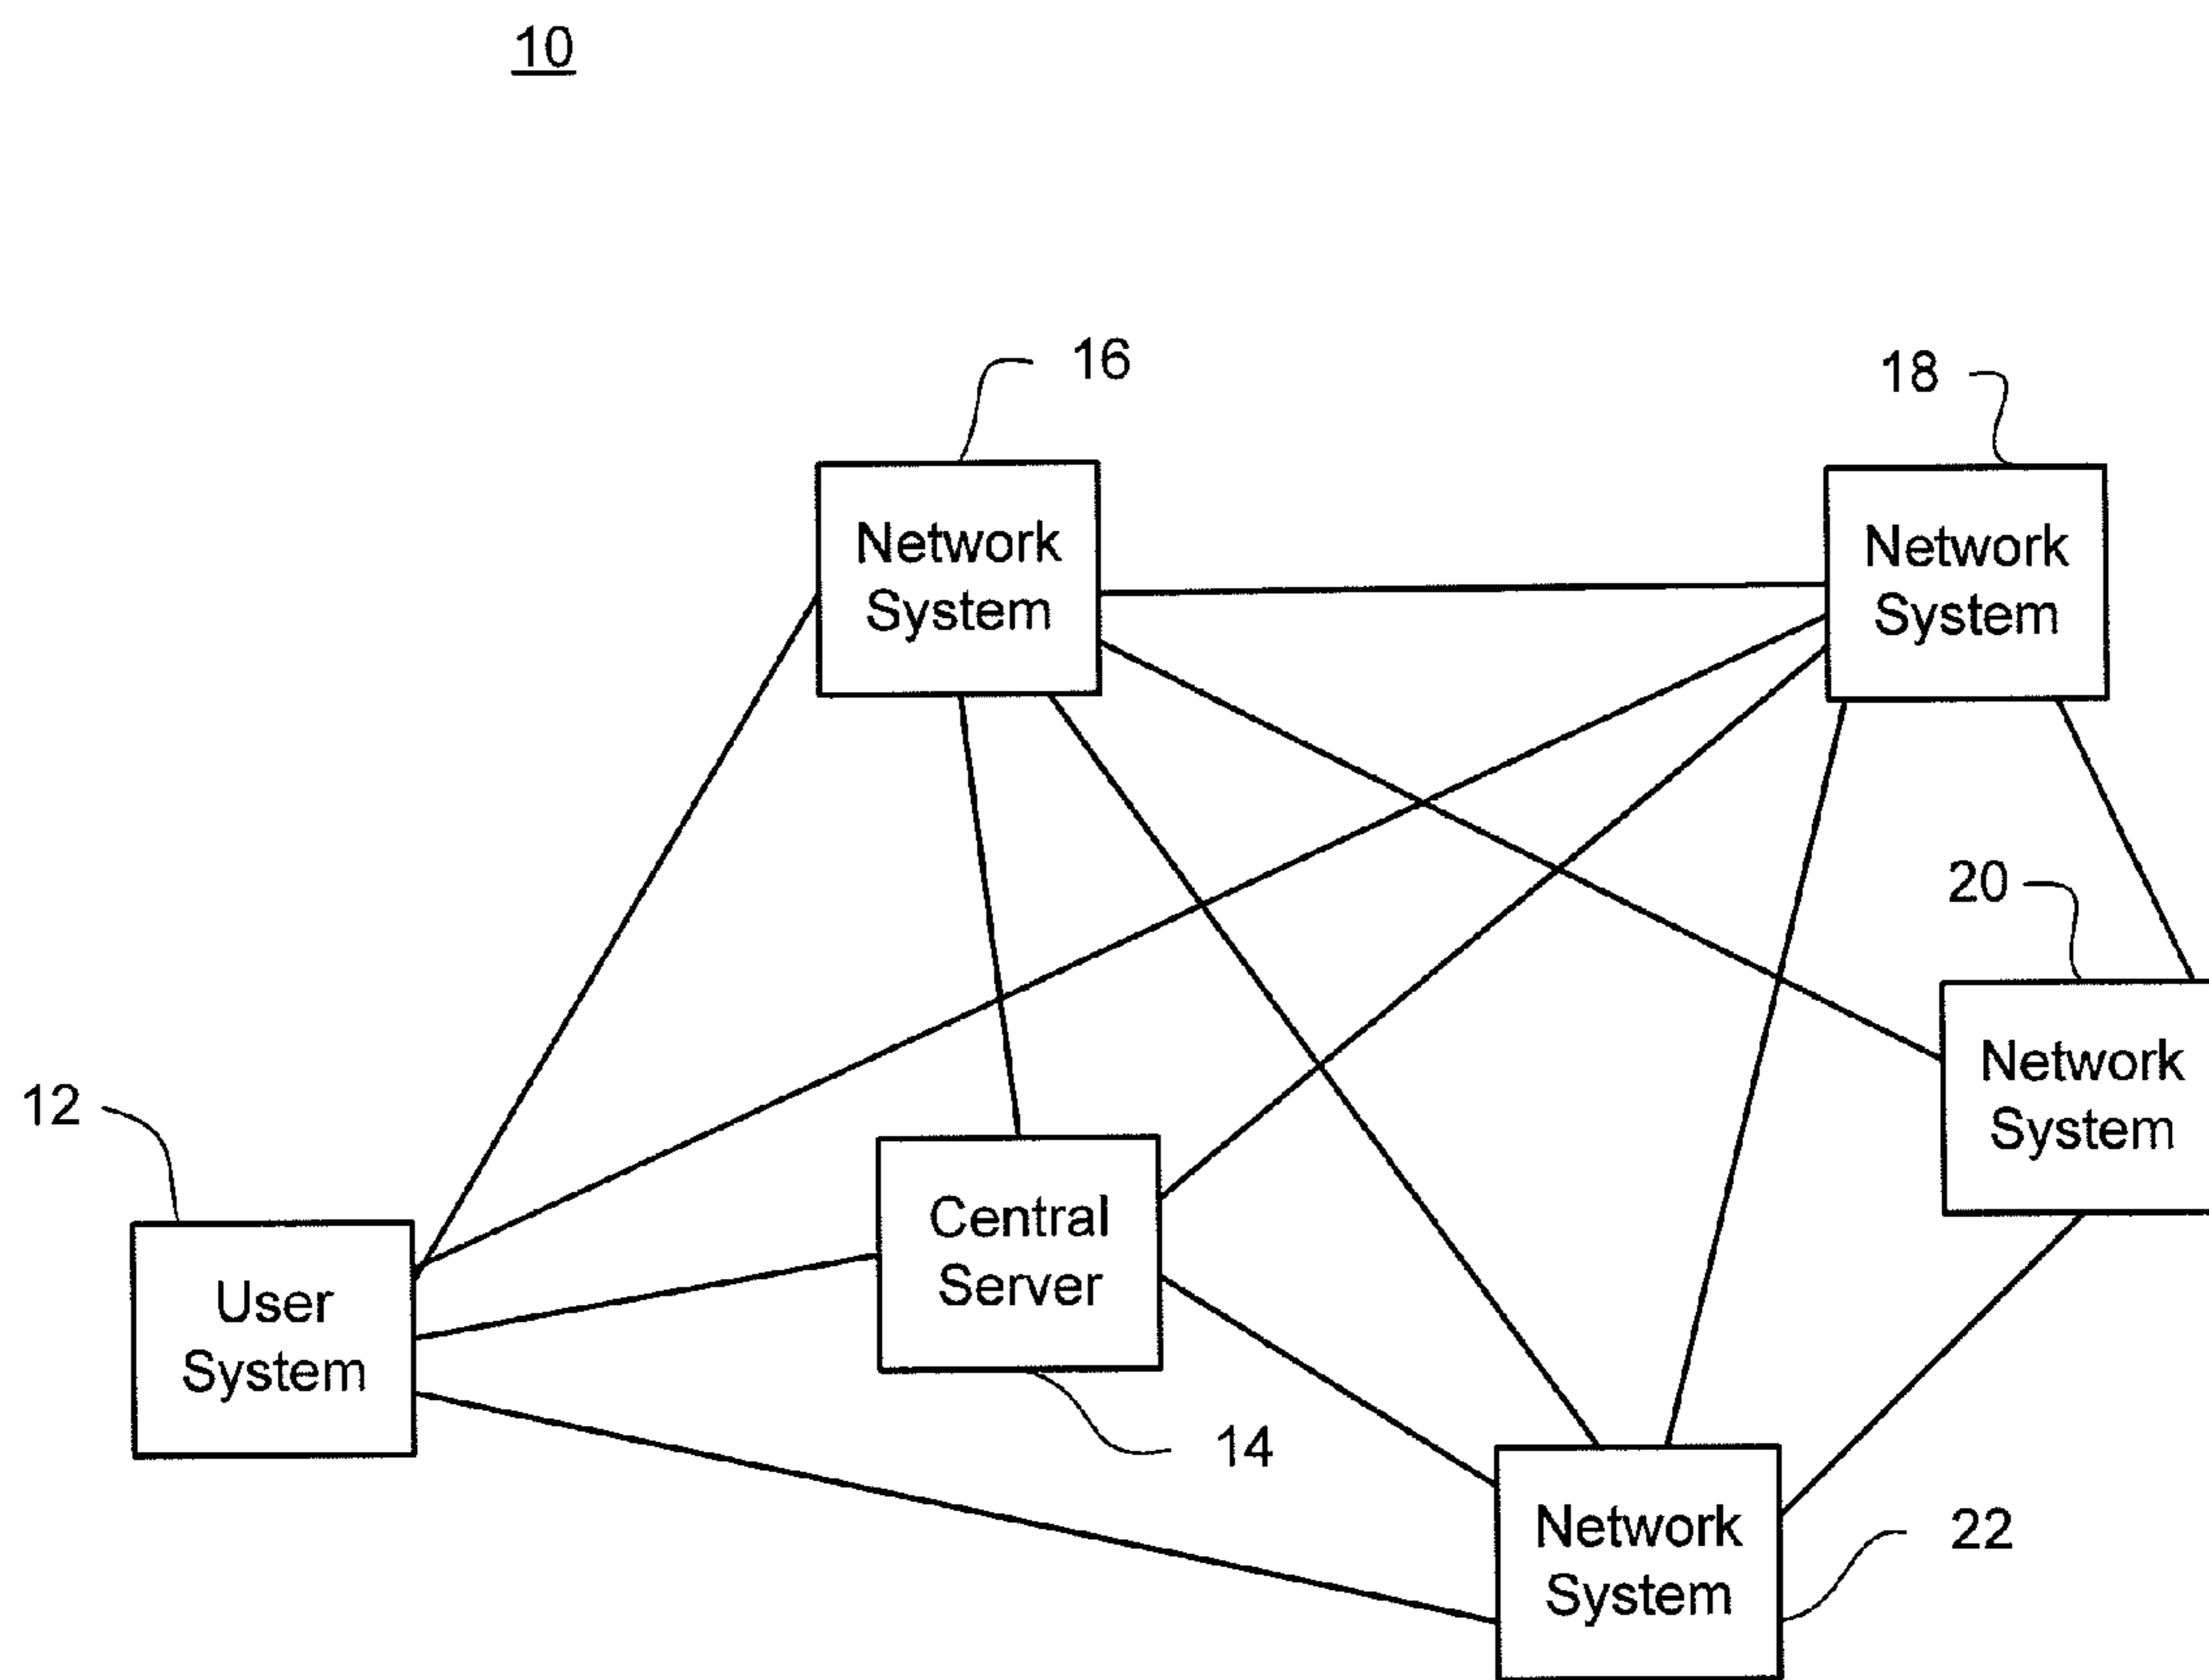 10
16
18
Network
System
Network
System
20
Network
System
12
Central
Server
User
System
14
Network
System
22